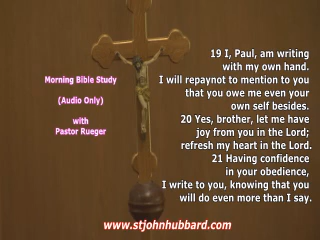 Morning Bible Study
(Audio Only)
with
Pastor Rueger
19 I, Paul, am writing
with my own hand.
I will repaynot to mention to you
that you owe me even your
own self besides.
20 Yes, brother, let me have
joy from you in the Lord;
refresh my heart in the Lord.
21 Having confidence
in your obedience,
I write to you, knowing that you
will do even more than I say.
www.stjohnhubbard.com